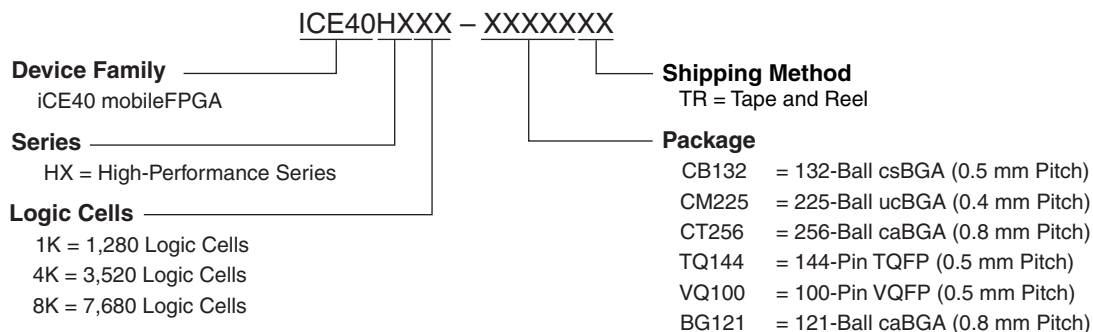 ICE40HXXX – XXXXXXX
Device Family
iCE40 mobileFPGA
Series
HX = High-Performance Series
Logic Cells
1K = 1,280 Logic Cells
4K = 3,520 Logic Cells
8K = 7,680 Logic Cells
Shipping Method
TR = Tape and Reel
Package
CB132 = 132-Ball csBGA (0.5 mm Pitch)
CM225 = 225-Ball ucBGA (0.4 mm Pitch)
CT256 = 256-Ball caBGA (0.8 mm Pitch)
TQ144 = 144-Pin TQFP (0.5 mm Pitch)
VQ100 = 100-Pin VQFP (0.5 mm Pitch)
BG121 = 121-Ball caBGA (0.8 mm Pitch)